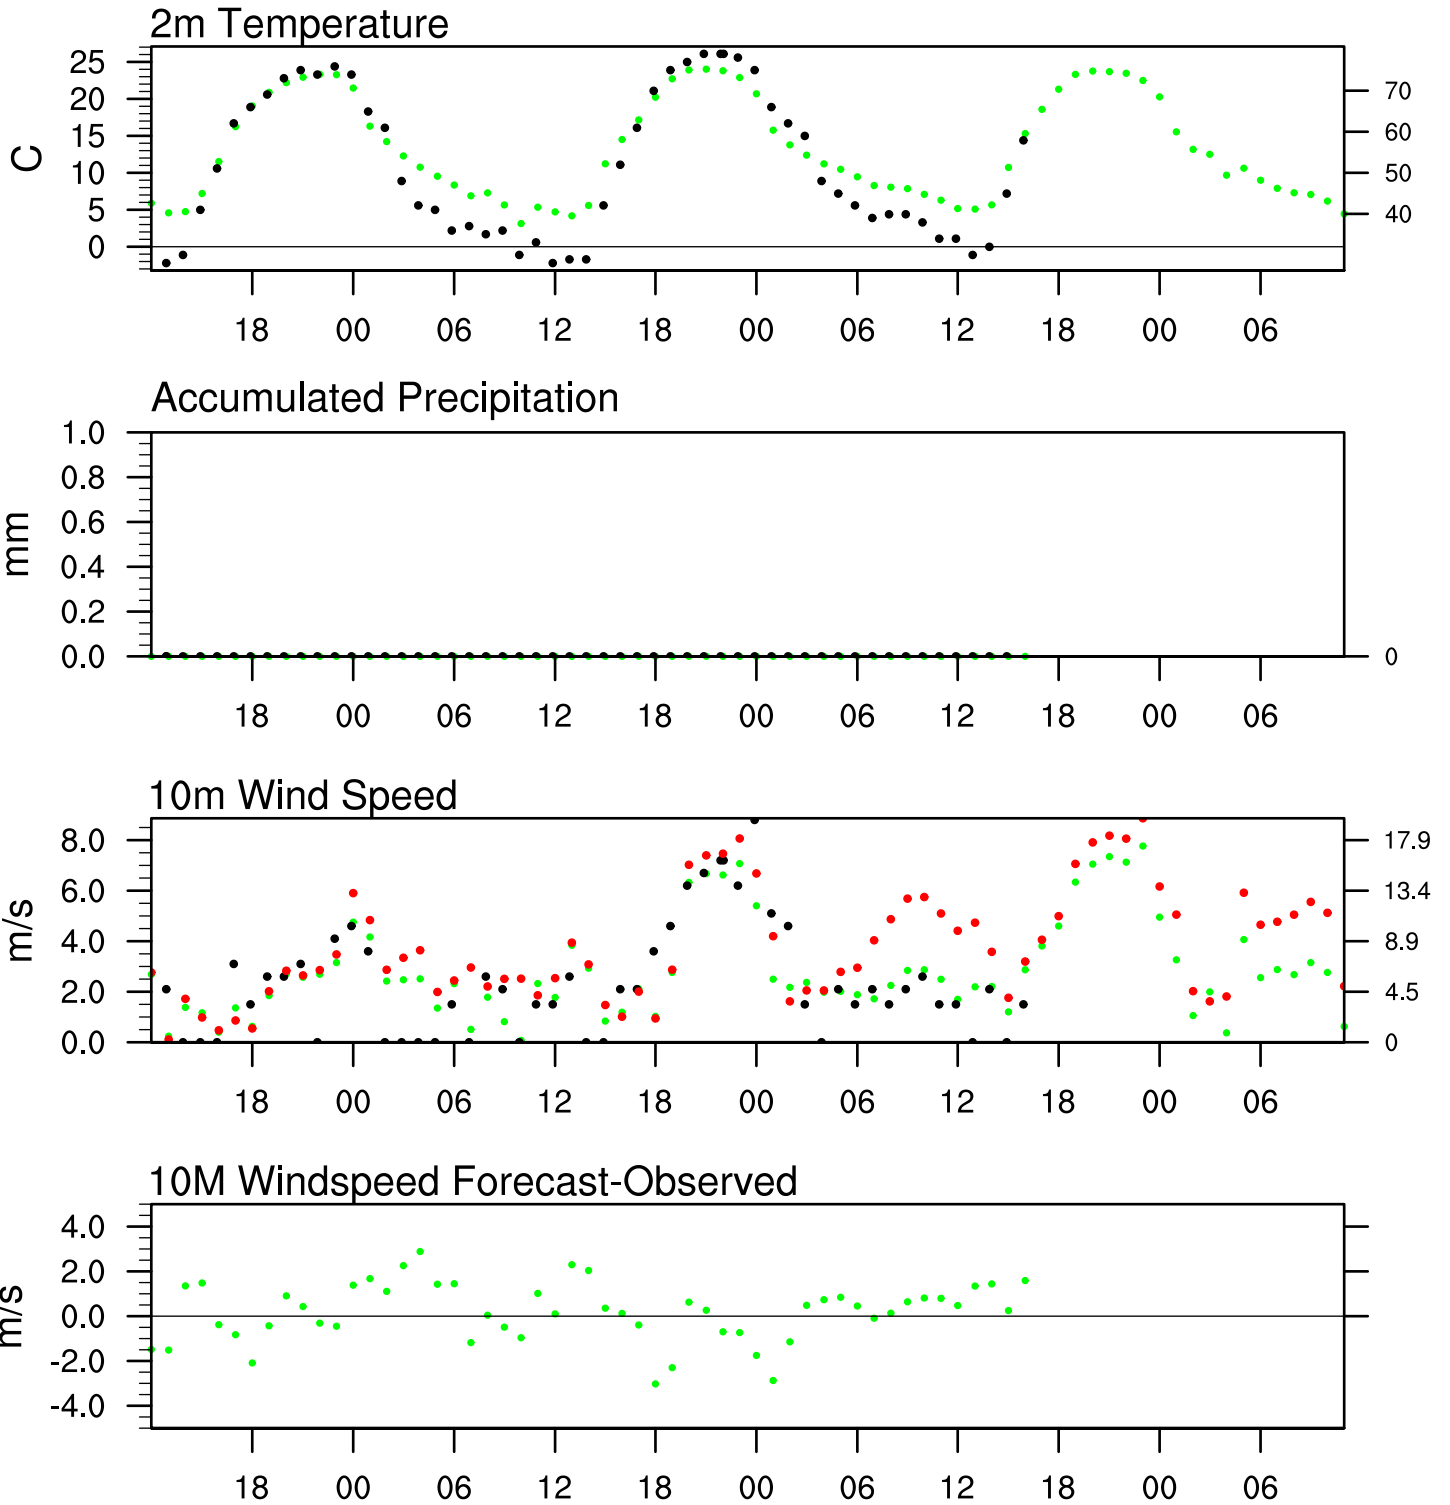 2m Temperature
25
20
15
10
5
0
C
70
60
50
40
18 00 06 12 18 00 06 12 18 00 06
Accumulated Precipitation
1.0
0.8
0.6
0.4
0.2
0.0
mm
0
18 00 06 12 18 00 06 12 18 00 06
10m Wind Speed
8.0
6.0
4.0
2.0
0.0
m/s
17.9
13.4
8.9
4.5
0
18 00 06 12 18 00 06 12 18 00 06
10M Windspeed Forecast-Observed
4.0
2.0
0.0
-2.0
-4.0
m/s
18 00 06 12 18 00 06 12 18 00 06